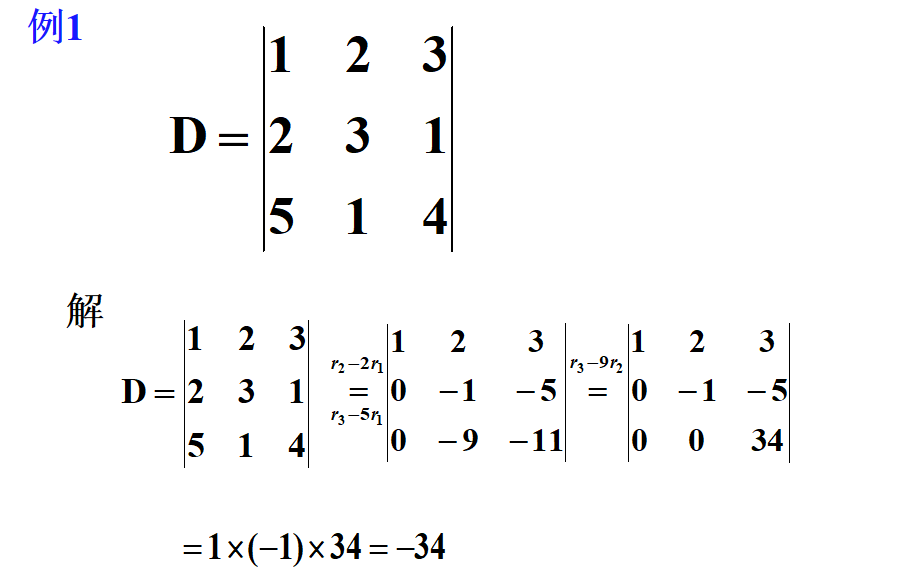 例1
1 2 3
D = 2 3 1
5 1 4
解
1 2 3 1 2 3 1 2 3
D = 2 3 1 r₂−2r₁ = r₃−5r₁ 0 −1 −5 r₃−9r₂ = 0 −1 −5
5 1 4 0 −9 −11 0 0 34
=1×(−1)×34=−34